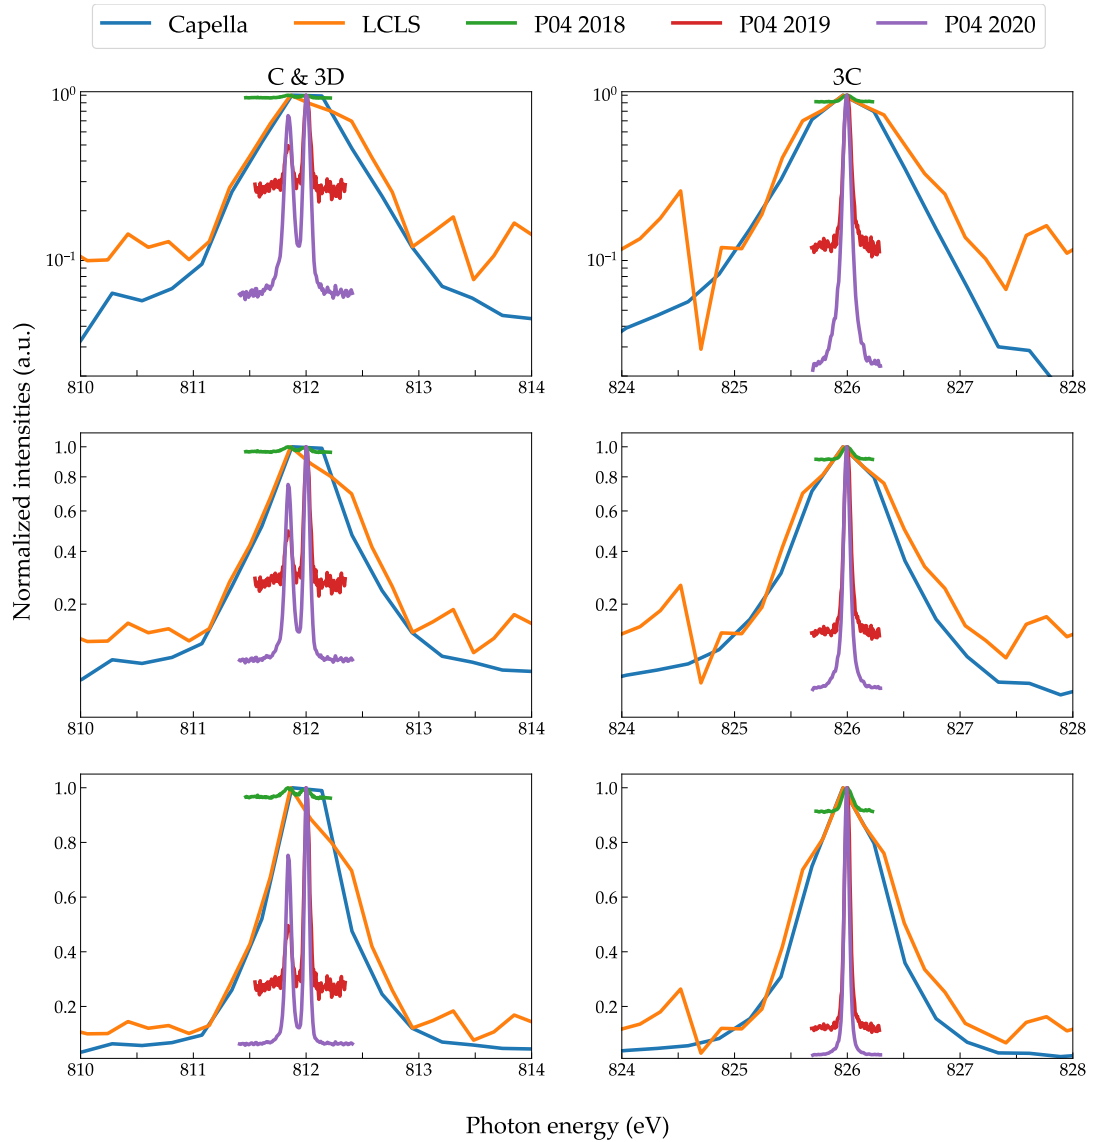 Capella LCLS P04 2018 P04 2019 P04 2020
C & 3D
3C
10⁰
10⁻¹
810 811 812 813 814
10⁰
10⁻¹
824 825 826 827 828
Normalized intensities (a.u.)
1.0
0.8
0.6
0.4
0.2
810 811 812 813 814
1.0
0.8
0.6
0.4
0.2
824 825 826 827 828
1.0
0.8
0.6
0.4
0.2
810 811 812 813 814
1.0
0.8
0.6
0.4
0.2
824 825 826 827 828
Photon energy (eV)